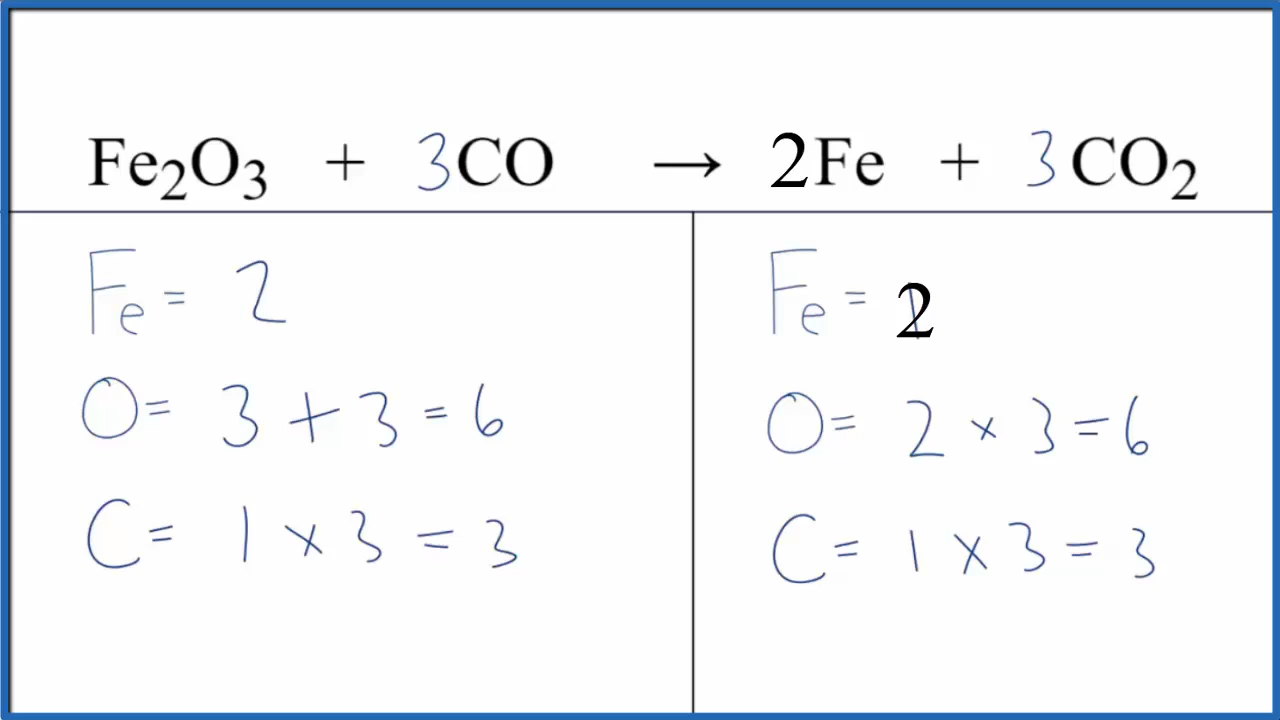 Fe₂O₃ + 3CO → 2Fe + 3CO₂
Fe = 2
O = 3 + 3 = 6
C = 1 × 3 = 3
Fe = 2
O = 2 × 3 = 6
C = 1 × 3 = 3